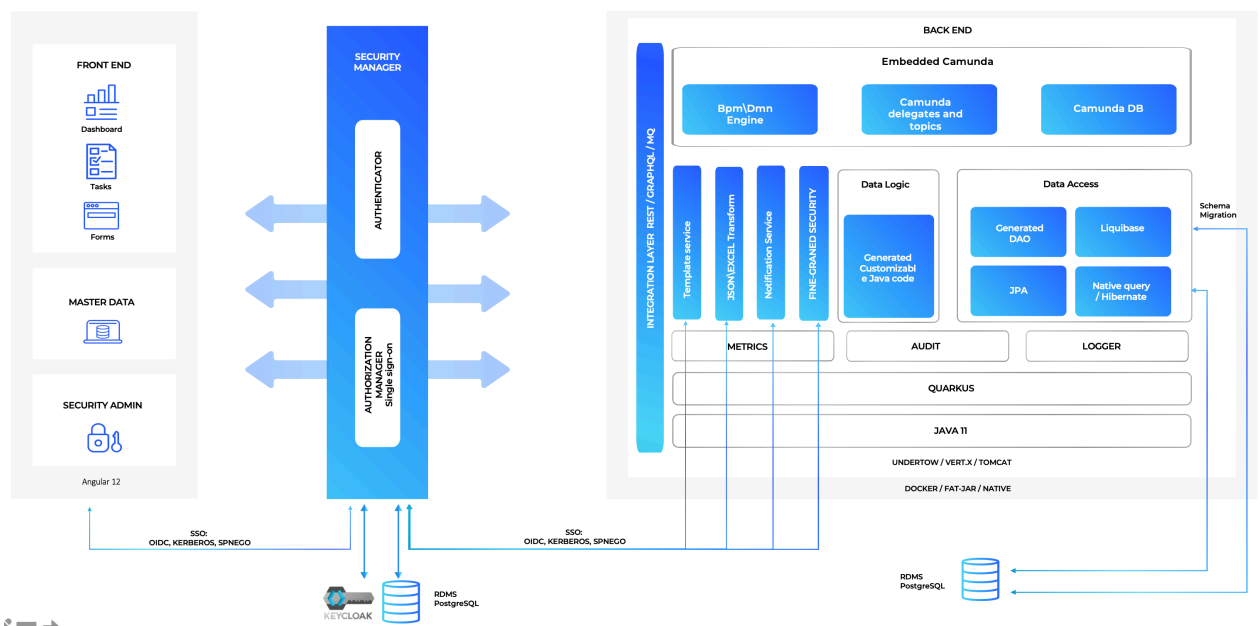 FRONT END
Dashboard
Tasks
Forms
MASTER DATA
SECURITY ADMIN
Angular 12
SECURITY
MANAGER
AUTHENTICATOR
AUTHORIZATION
MANAGER
Single sign-on
SSO:
OIDC, KERBEROS, SPNEGO
KEYCLOAK
RDMS
PostgreSQL
SSO:
OIDC, KERBEROS, SPNEGO
BACK END
INTEGRATION LAYER REST / GRAPHQL / MQ
Embedded Camunda
Bpm\Dmn
Engine
Camunda
delegates and
topics
Camunda DB
Template service
JSON\EXCEL Transform
Notification Service
FINE-GRANED SECURITY
Data Logic
Generated
Customizabl
e Java code
Data Access
Generated
DAO
Liquibase
JPA
Native query
/ Hibernate
Schema
Migration
METRICS
AUDIT
LOGGER
QUARKUS
JAVA 11
UNDERTOW / VERT.X / TOMCAT
DOCKER / FAT-JAR / NATIVE
RDMS
PostgreSQL